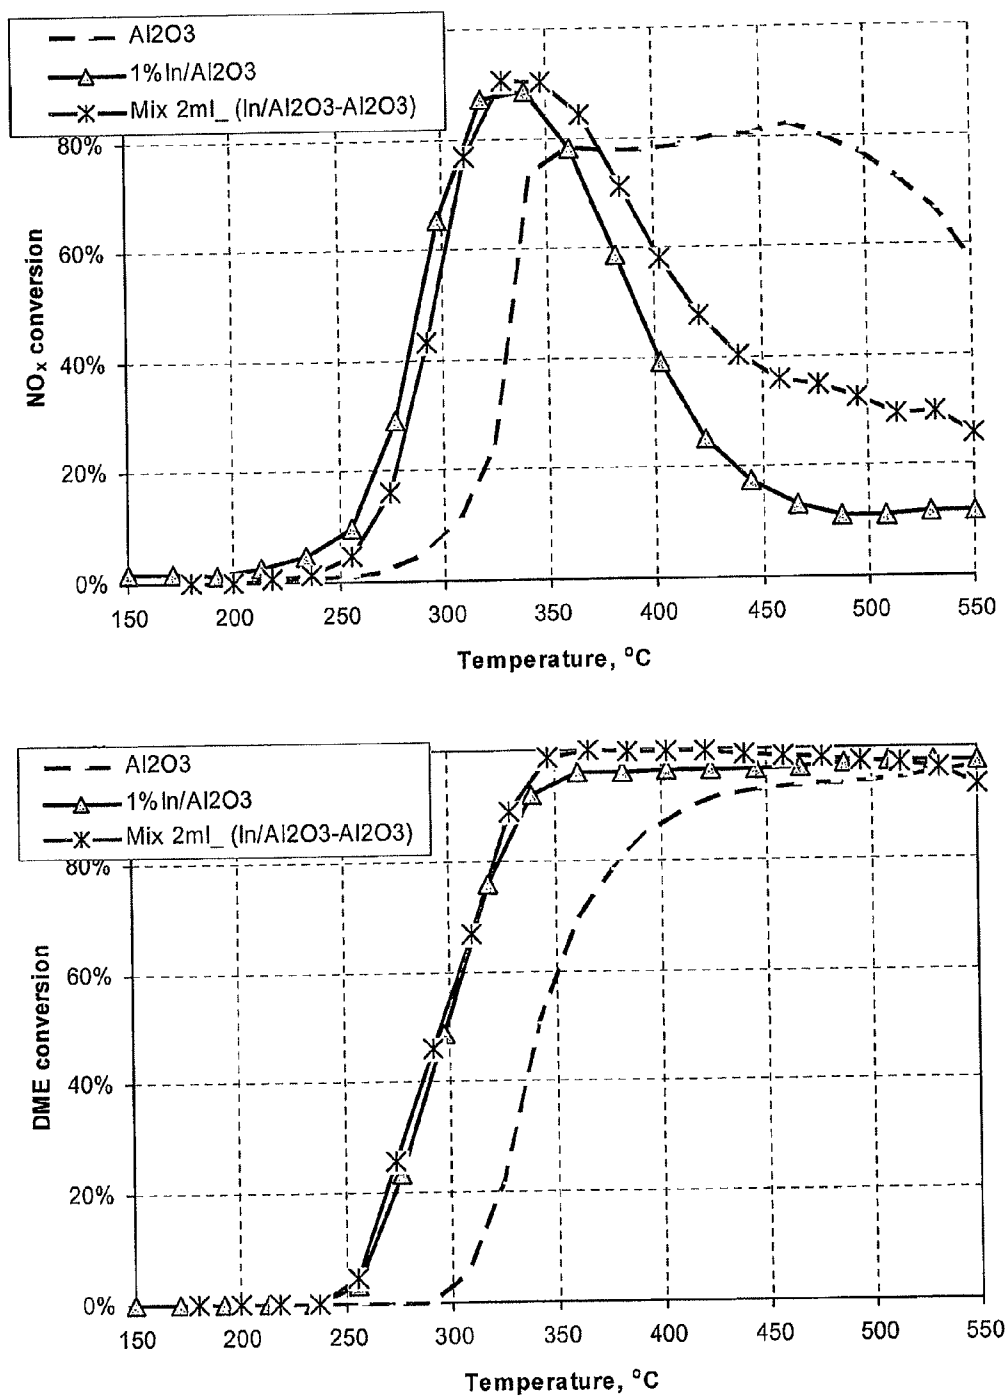 Al2O3
1%In/Al2O3
Mix 2ml_ (In/Al2O3-Al2O3)
80%
60%
40%
20%
0%
NOx conversion
150 200 250 300 350 400 450 500 550
Temperature, °C
Al2O3
1%In/Al2O3
Mix 2ml_ (In/Al2O3-Al2O3)
80%
60%
40%
20%
0%
DME conversion
150 200 250 300 350 400 450 500 550
Temperature, °C